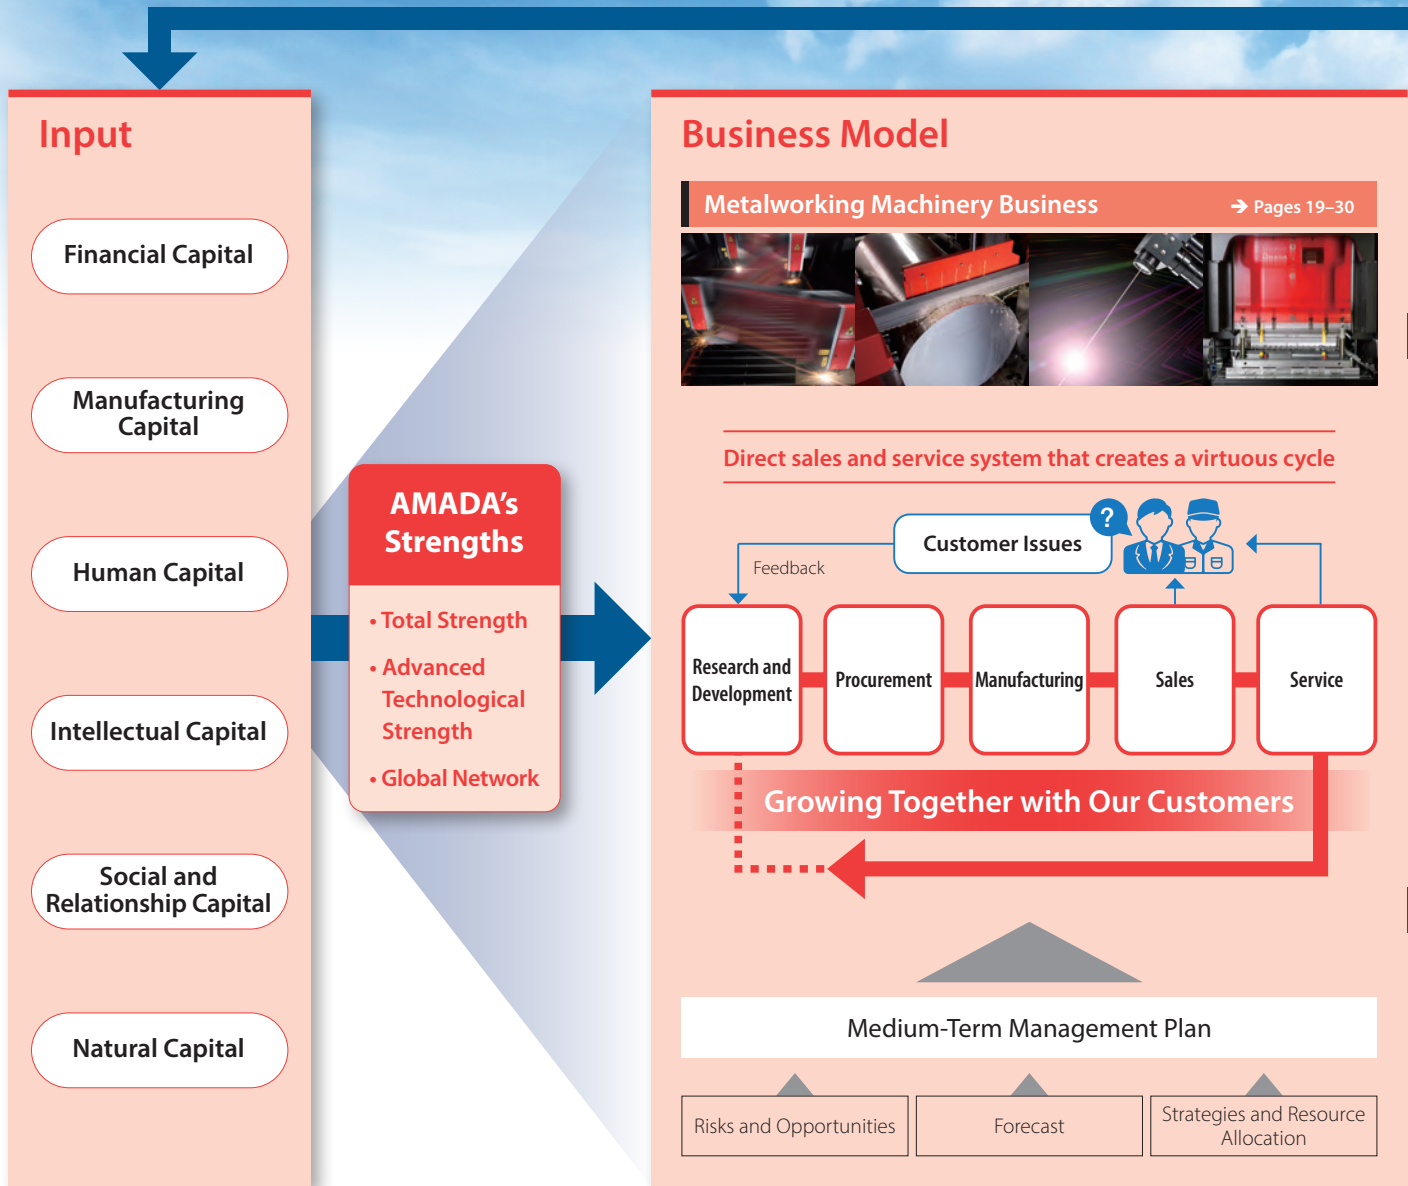 Input
Financial Capital
Manufacturing
Capital
Human Capital
Intellectual Capital
Social and
Relationship Capital
Natural Capital
AMADA’s
Strengths
• Total Strength
• Advanced
Technological
Strength
• Global Network
Business Model
Metalworking Machinery Business
➔ Pages 19–30
Direct sales and service system that creates a virtuous cycle
Customer Issues
?
Feedback
Research and
Development
Procurement
Manufacturing
Sales
Service
Growing Together with Our Customers
Medium-Term Management Plan
Risks and Opportunities
Forecast
Strategies and Resource
Allocation